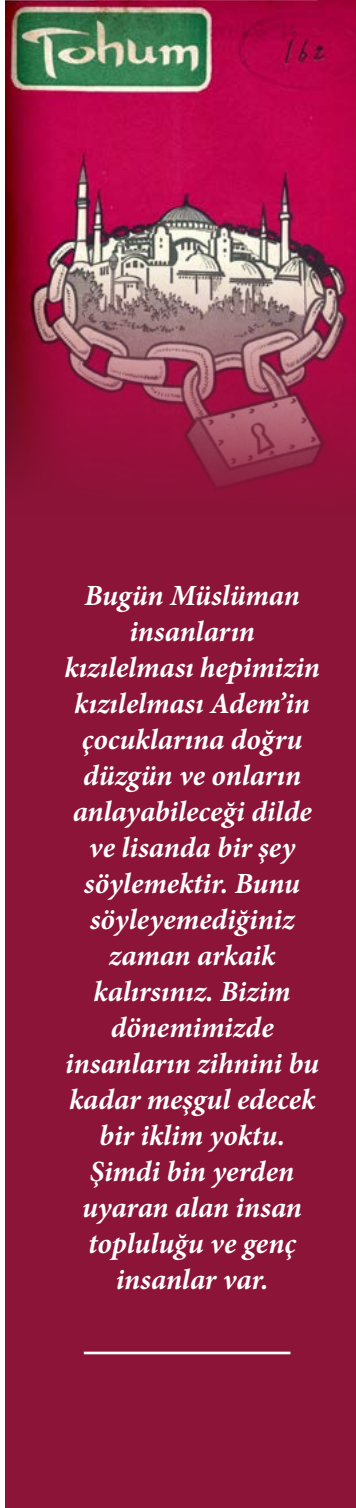 Tohum
162
Bugün Müslüman
insanların
kızılelması hepimizin
kızılelması Adem’in
çocuklarına doğru
düzgün ve onların
anlayabileceği dilde
ve lisanda bir şey
söylemektir. Bunu
söyleyemediğiniz
zaman arkaik
kalırsınız. Bizim
dönemimizde
insanların zihnini bu
kadar meşgul edecek
bir iklim yoktu.
Şimdi bin yerden
uyaran alan insan
topluluğu ve genç
insanlar var.